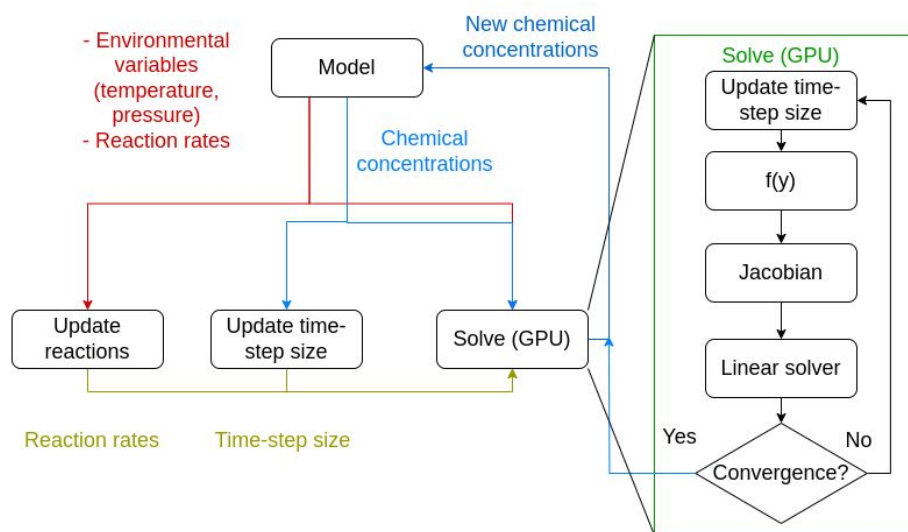 - Environmental
variables
(temperature,
pressure)
- Reaction rates
Model
New chemical
concentrations
Chemical
concentrations
Update
reactions
Update time-
step size
Solve (GPU)
Reaction rates
Time-step size
Solve (GPU)
Update time-
step size
f(y)
Jacobian
Linear solver
Yes
No
Convergence?